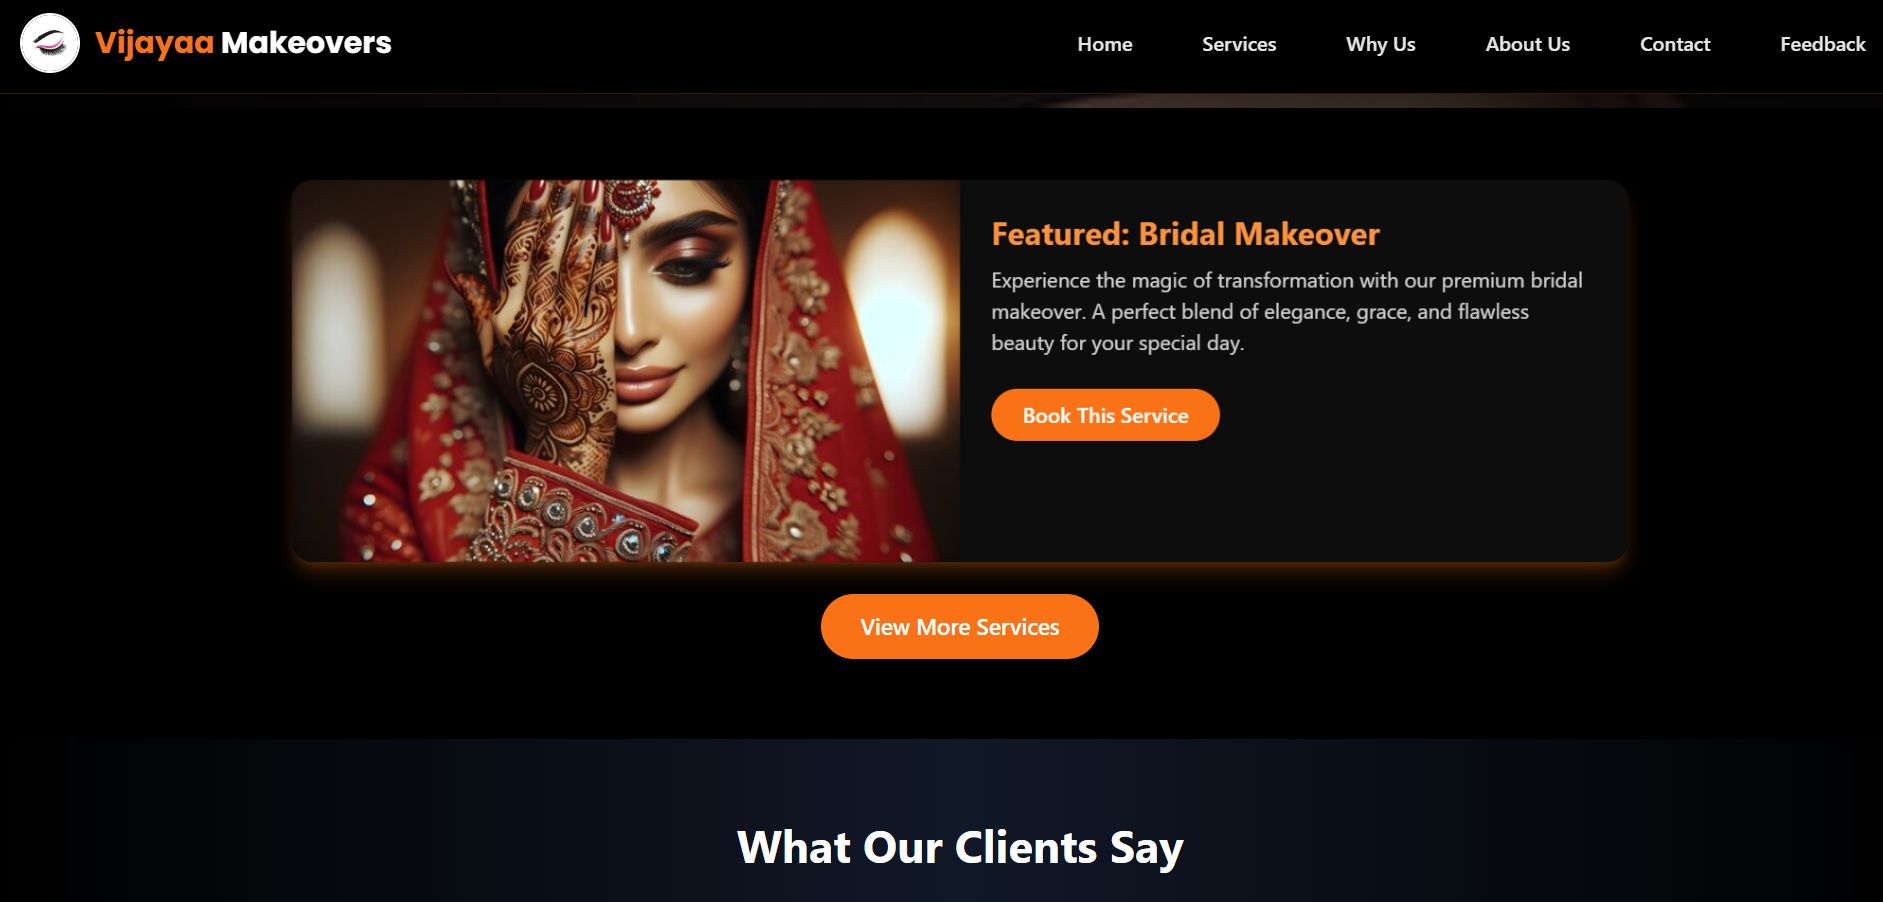 Vijayaa Makeovers
Home
Services
Why Us
About Us
Contact
Feedback
Featured: Bridal Makeover
Experience the magic of transformation with our premium bridal
makeover. A perfect blend of elegance, grace, and flawless
beauty for your special day.
Book This Service
View More Services
What Our Clients Say